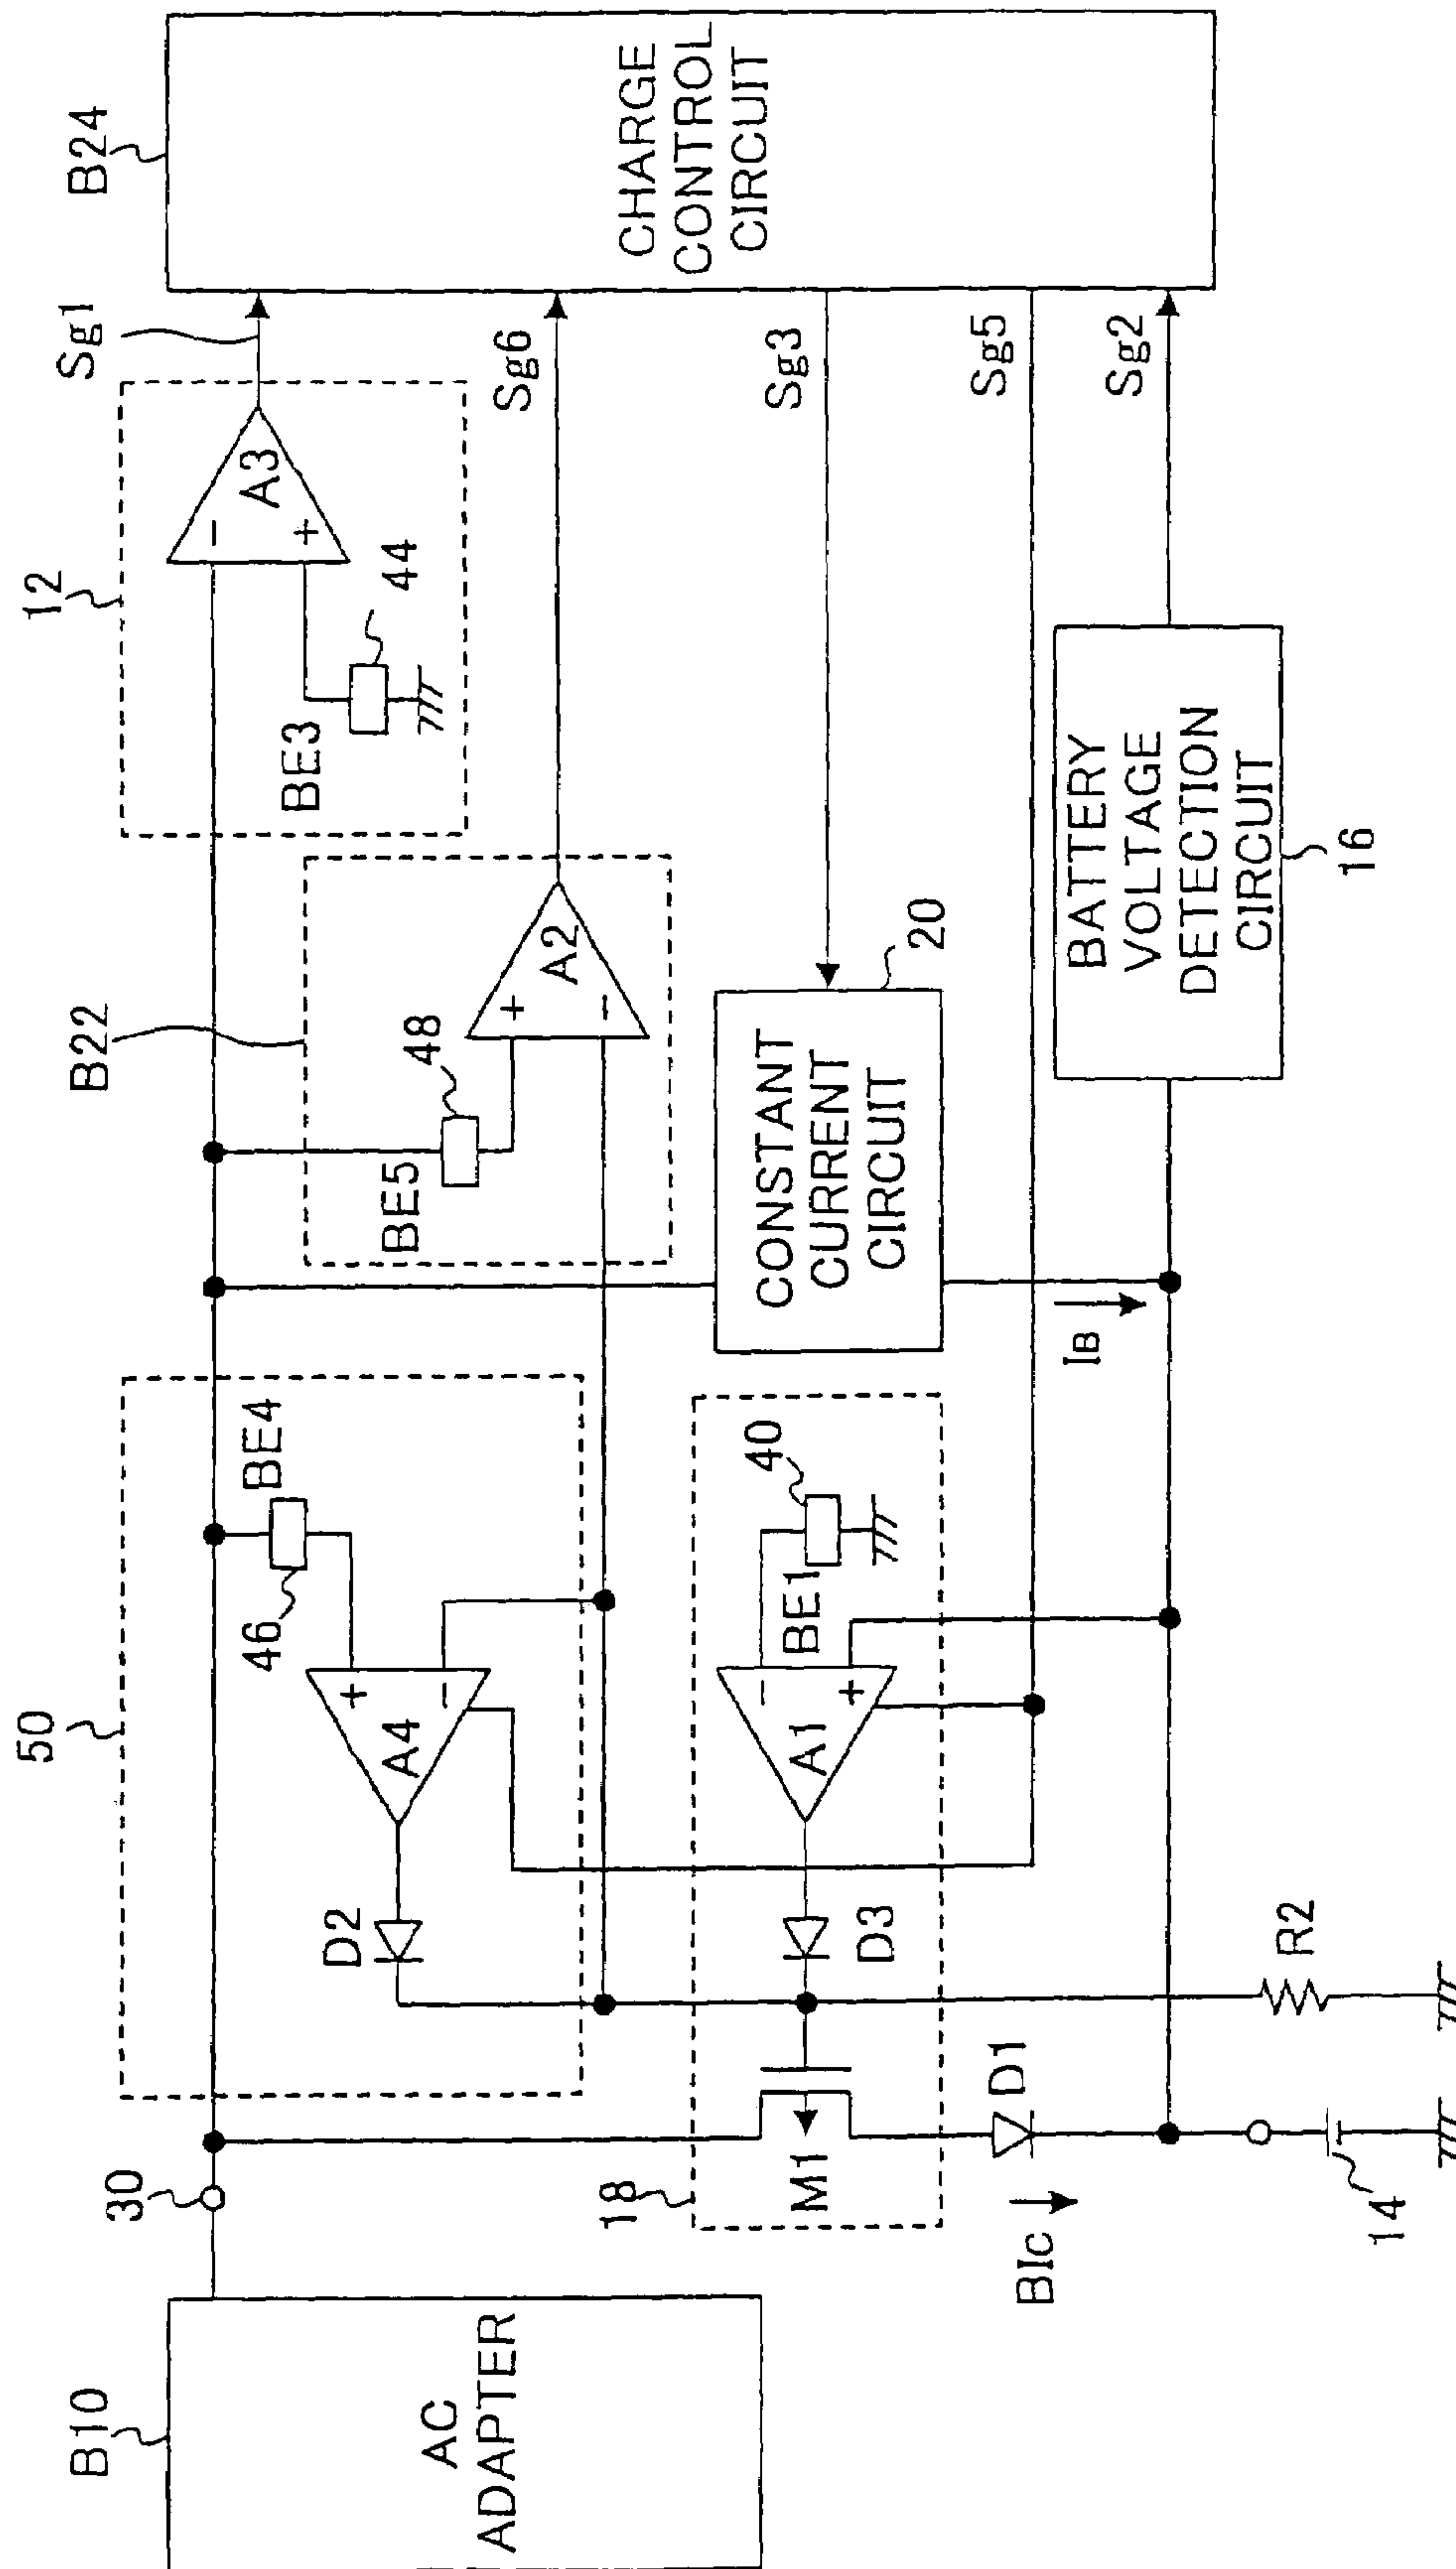 B10
AC
ADAPTER
30
50
D2
A4
+
−
46
BE4
B22
BE5
48
+
−
A2
12
BE3
44
−
+
A3
Sg1
B24
CHARGE
CONTROL
CIRCUIT
Sg6
Sg3
Sg5
Sg2
18
M1
D3
A1
−
+
BE1
40
CONSTANT
CURRENT
CIRCUIT
20
IB
BATTERY
VOLTAGE
DETECTION
CIRCUIT
16
BIC
D1
14
R2